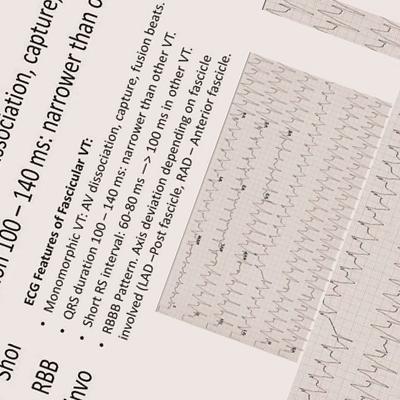 ssociation, capture,
on 100 – 140 ms: narrower than o
Shor
RBB
nvo
ECG Features of Fascicular VT:
• Monomorphic VT: AV dissociation, capture, fusion beats.
• QRS duration 100 – 140 ms: narrower than other VT.
• Short RS interval: 60-80 ms —> 100 ms in other VT.
• RBBB Pattern. Axis deviation depending on fascicle
involved (LAD –Post fascicle, RAD – Anterior fascicle.